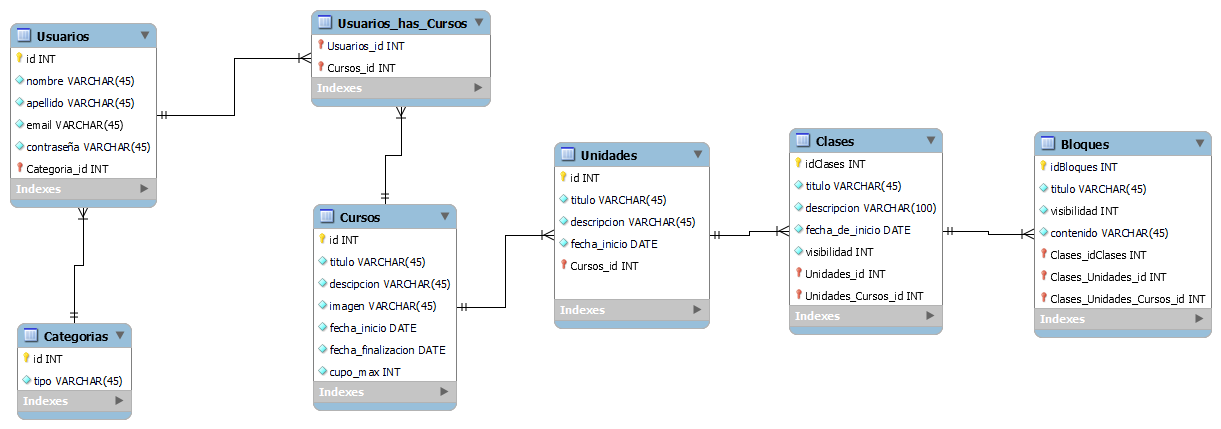 Usuarios
id INT
nombre VARCHAR(45)
apellido VARCHAR(45)
email VARCHAR(45)
contraseña VARCHAR(45)
Categoria_id INT
Indexes
Usuarios_has_Cursos
Usuarios_id INT
Cursos_id INT
Indexes
Categorias
id INT
tipo VARCHAR(45)
Indexes
Cursos
id INT
titulo VARCHAR(45)
descipcion VARCHAR(45)
imagen VARCHAR(45)
fecha_inicio DATE
fecha_finalizacion DATE
cupo_max INT
Indexes
Unidades
id INT
titulo VARCHAR(45)
descripcion VARCHAR(45)
fecha_inicio DATE
Cursos_id INT
Indexes
Clases
idClases INT
titulo VARCHAR(45)
descripcion VARCHAR(100)
fecha_de_inicio DATE
visibilidad INT
Unidades_id INT
Unidades_Cursos_id INT
Indexes
Bloques
idBloques INT
titulo VARCHAR(45)
visibilidad INT
contenido VARCHAR(45)
Clases_idClases INT
Clases_Unidades_id INT
Clases_Unidades_Cursos_id INT
Indexes